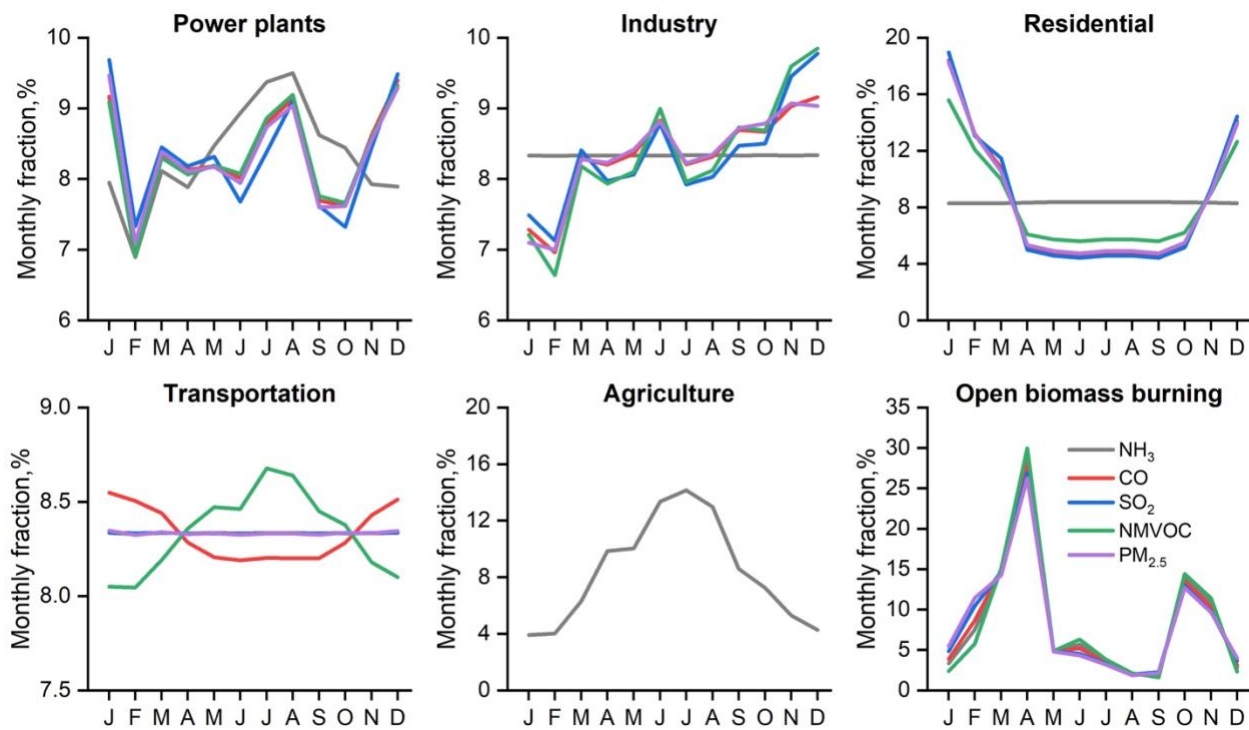 Power plants
Monthly fraction, %
10
9
8
7
6
J F M A M J J A S O N D
Industry
Monthly fraction, %
10
9
8
7
6
J F M A M J J A S O N D
Residential
Monthly fraction, %
20
16
12
8
4
0
J F M A M J J A S O N D
Transportation
Monthly fraction, %
9.0
8.5
8.0
7.5
J F M A M J J A S O N D
Agriculture
Monthly fraction, %
20
16
12
8
4
0
J F M A M J J A S O N D
Open biomass burning
Monthly fraction, %
35
30
25
20
15
10
5
0
NH₃
CO
SO₂
NMVOC
PM₂.₅
J F M A M J J A S O N D